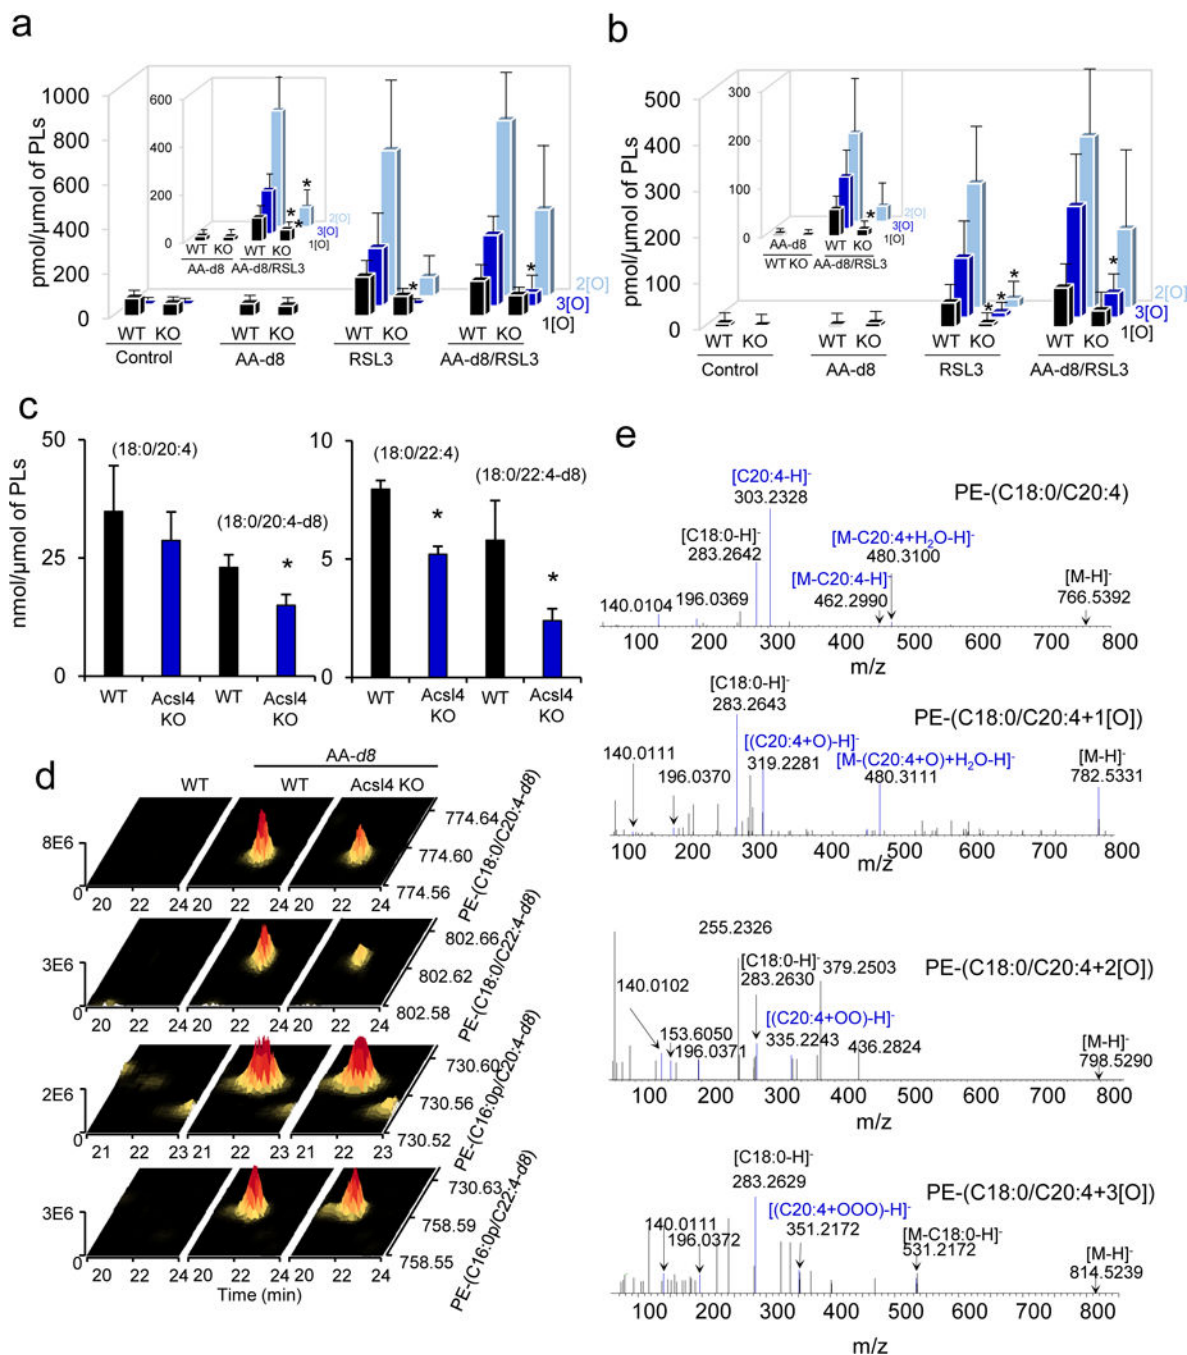 a
pmol/µmol of PLs
1000
800
600
400
200
0
600
400
200
0
WT KO WT KO
AA-d8 AA-d8/RSL3
* * *
2[O]
3[O]
1[O]
* *
2[O]
3[O]
1[O]
WT KO WT KO WT KO WT KO
Control AA-d8 RSL3 AA-d8/RSL3
b
pmol/µmol of PLs
500
400
300
200
100
0
300
200
100
0
AA-d8 WT KO
WT KO AA-d8/RSL3
*
2[O]
3[O]
1[O]
* * * *
2[O]
3[O]
1[O]
WT KO WT KO WT KO WT KO
Control AA-d8 RSL3 AA-d8/RSL3
c
nmol/µmol of PLs
50
25
0
(18:0/20:4)
(18:0/20:4-d8)
*
WT Acsl4 WT Acsl4
KO KO
10
5
0
(18:0/22:4)
(18:0/22:4-d8)
*
*
WT Acsl4 WT Acsl4
KO KO
d
AA-d8
WT WT Acsl4 KO
8E6
0
20 22 24 22 24 22 24
774.64
774.60
774.56
PE-(C18:0/C20:4-d8)
3E6
0
20 22 24 22 24 22 24
802.66
802.62
802.58
PE-(C18:0/C22:4-d8)
2E6
0
21 22 23 22 23 22 23
730.60
730.56
730.52
PE-(C16:0p/C20:4-d8)
3E6
0
20 22 24 22 24 22 24
730.63
758.59
758.55
PE-(C16:0p/C22:4-d8)
Time (min)
e
PE-(C18:0/C20:4)
[C20:4-H]-
303.2328
[C18:0-H]-
283.2642
[M-C20:4+H2O-H]-
480.3100
[M-C20:4-H]-
462.2990
[M-H]-
766.5392
140.0104
196.0369
100 200 300 400 500 600 700 800
m/z
PE-(C18:0/C20:4+1[O])
[C18:0-H]-
283.2643
[(C20:4+O)-H]-
319.2281
[M-(C20:4+O)+H2O-H]-
480.3111
[M-H]-
782.5331
140.0111
196.0370
100 200 300 400 500 600 700 800
m/z
PE-(C18:0/C20:4+2[O])
255.2326
[C18:0-H]-
283.2630
379.2503
140.0102
153.6050
196.0371
[(C20:4+OO)-H]-
335.2243
436.2824
[M-H]-
798.5290
100 200 300 400 500 600 700 800
m/z
PE-(C18:0/C20:4+3[O])
[C18:0-H]-
283.2629
[(C20:4+OOO)-H]-
351.2172
140.0111
196.0372
[M-C18:0-H]-
531.2172
[M-H]-
814.5239
100 200 300 400 500 600 700 800
m/z